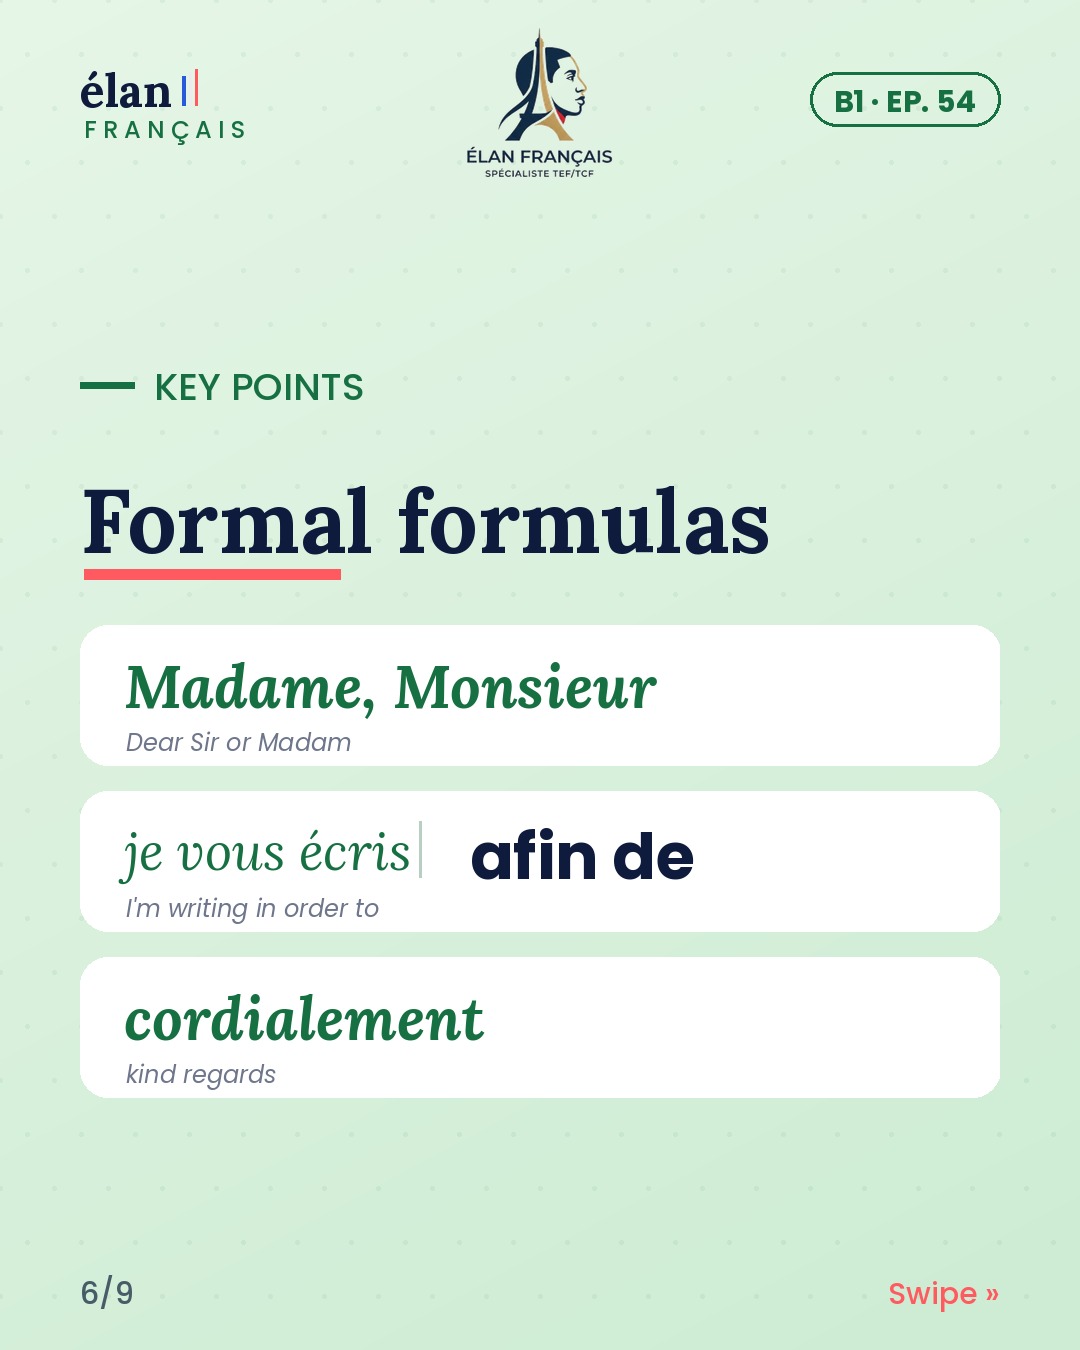 élan
FRANÇAIS
ÉLAN FRANÇAIS
SPÉCIALISTE TEF/TCF
B1 · EP. 54
KEY POINTS
Formal formulas
Madame, Monsieur
Dear Sir or Madam
je vous écris afin de
I'm writing in order to
cordialement
kind regards
6/9
Swipe »